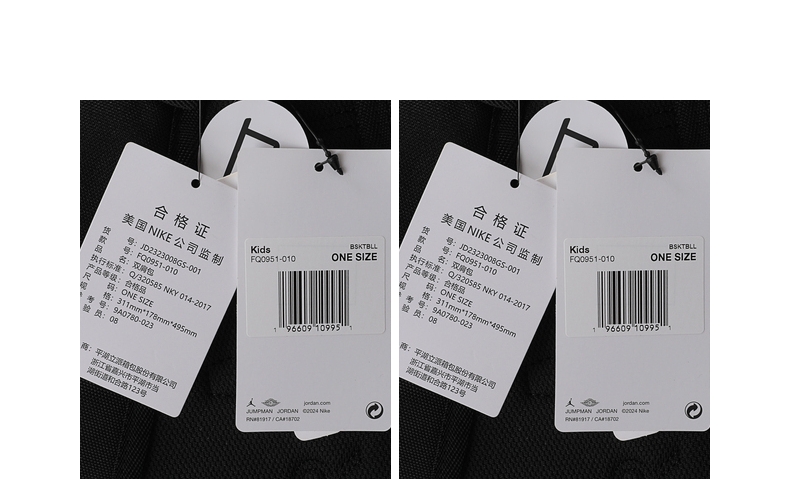 合格证
美国NIKE公司监制
货 号: JD2323008GS-001
款 号: FQ0951-010
品 名: 双肩包
执行标准: Q/320585 NKY 014-2017
产品等级: 合格品
尺 码: ONE SIZE
规 格: 311mm*178mm*495mm
参 考 号: 9A0780-023
检 验 员: 08
商: 平湖立派箱包股份有限公司
浙江省嘉兴市平湖市当
湖街道和合路123号
Kids BSKTBLL
FQ0951-010 ONE SIZE
1 96609 10995 1
jordan.com
JUMPMAN JORDAN ©2024 Nike
RN#81917 / CA#18702
合格证
美国NIKE公司监制
货 号: JD2323008GS-001
款 号: FQ0951-010
品 名: 双肩包
执行标准: Q/320585 NKY 014-2017
产品等级: 合格品
尺 码: ONE SIZE
规 格: 311mm*178mm*495mm
考 号: 9A0780-023
验 员: 08
商: 平湖立派箱包股份有限公司
浙江省嘉兴市平湖市当
湖街道和合路123号
Kids BSKTBLL
FQ0951-010 ONE SIZE
1 96609 10995 1
jordan.com
JUMPMAN JORDAN ©2024 Nike
RN#81917 / CA#18702